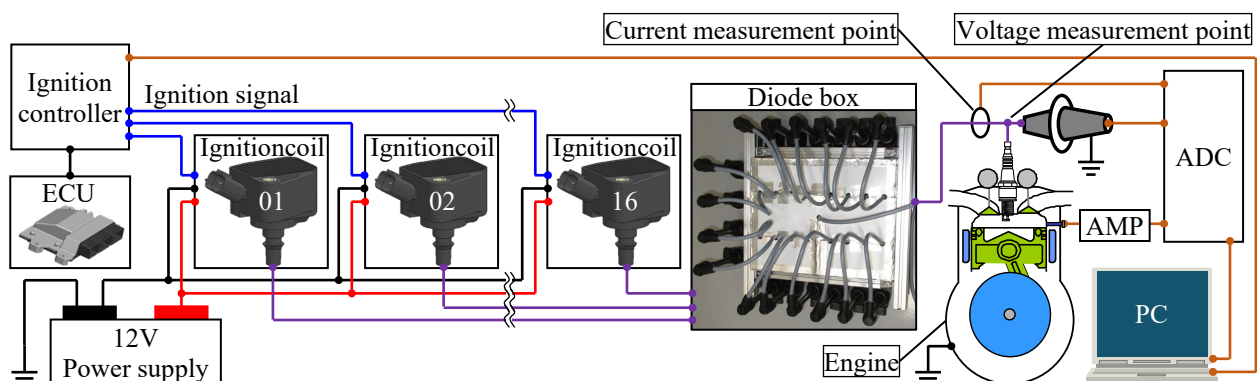 Current measurement point
Voltage measurement point
Ignition
controller
Ignition signal
Diode box
Ignitioncoil
Ignitioncoil
Ignitioncoil
ADC
ECU
01
02
16
AMP
12V
Power supply
Engine
PC